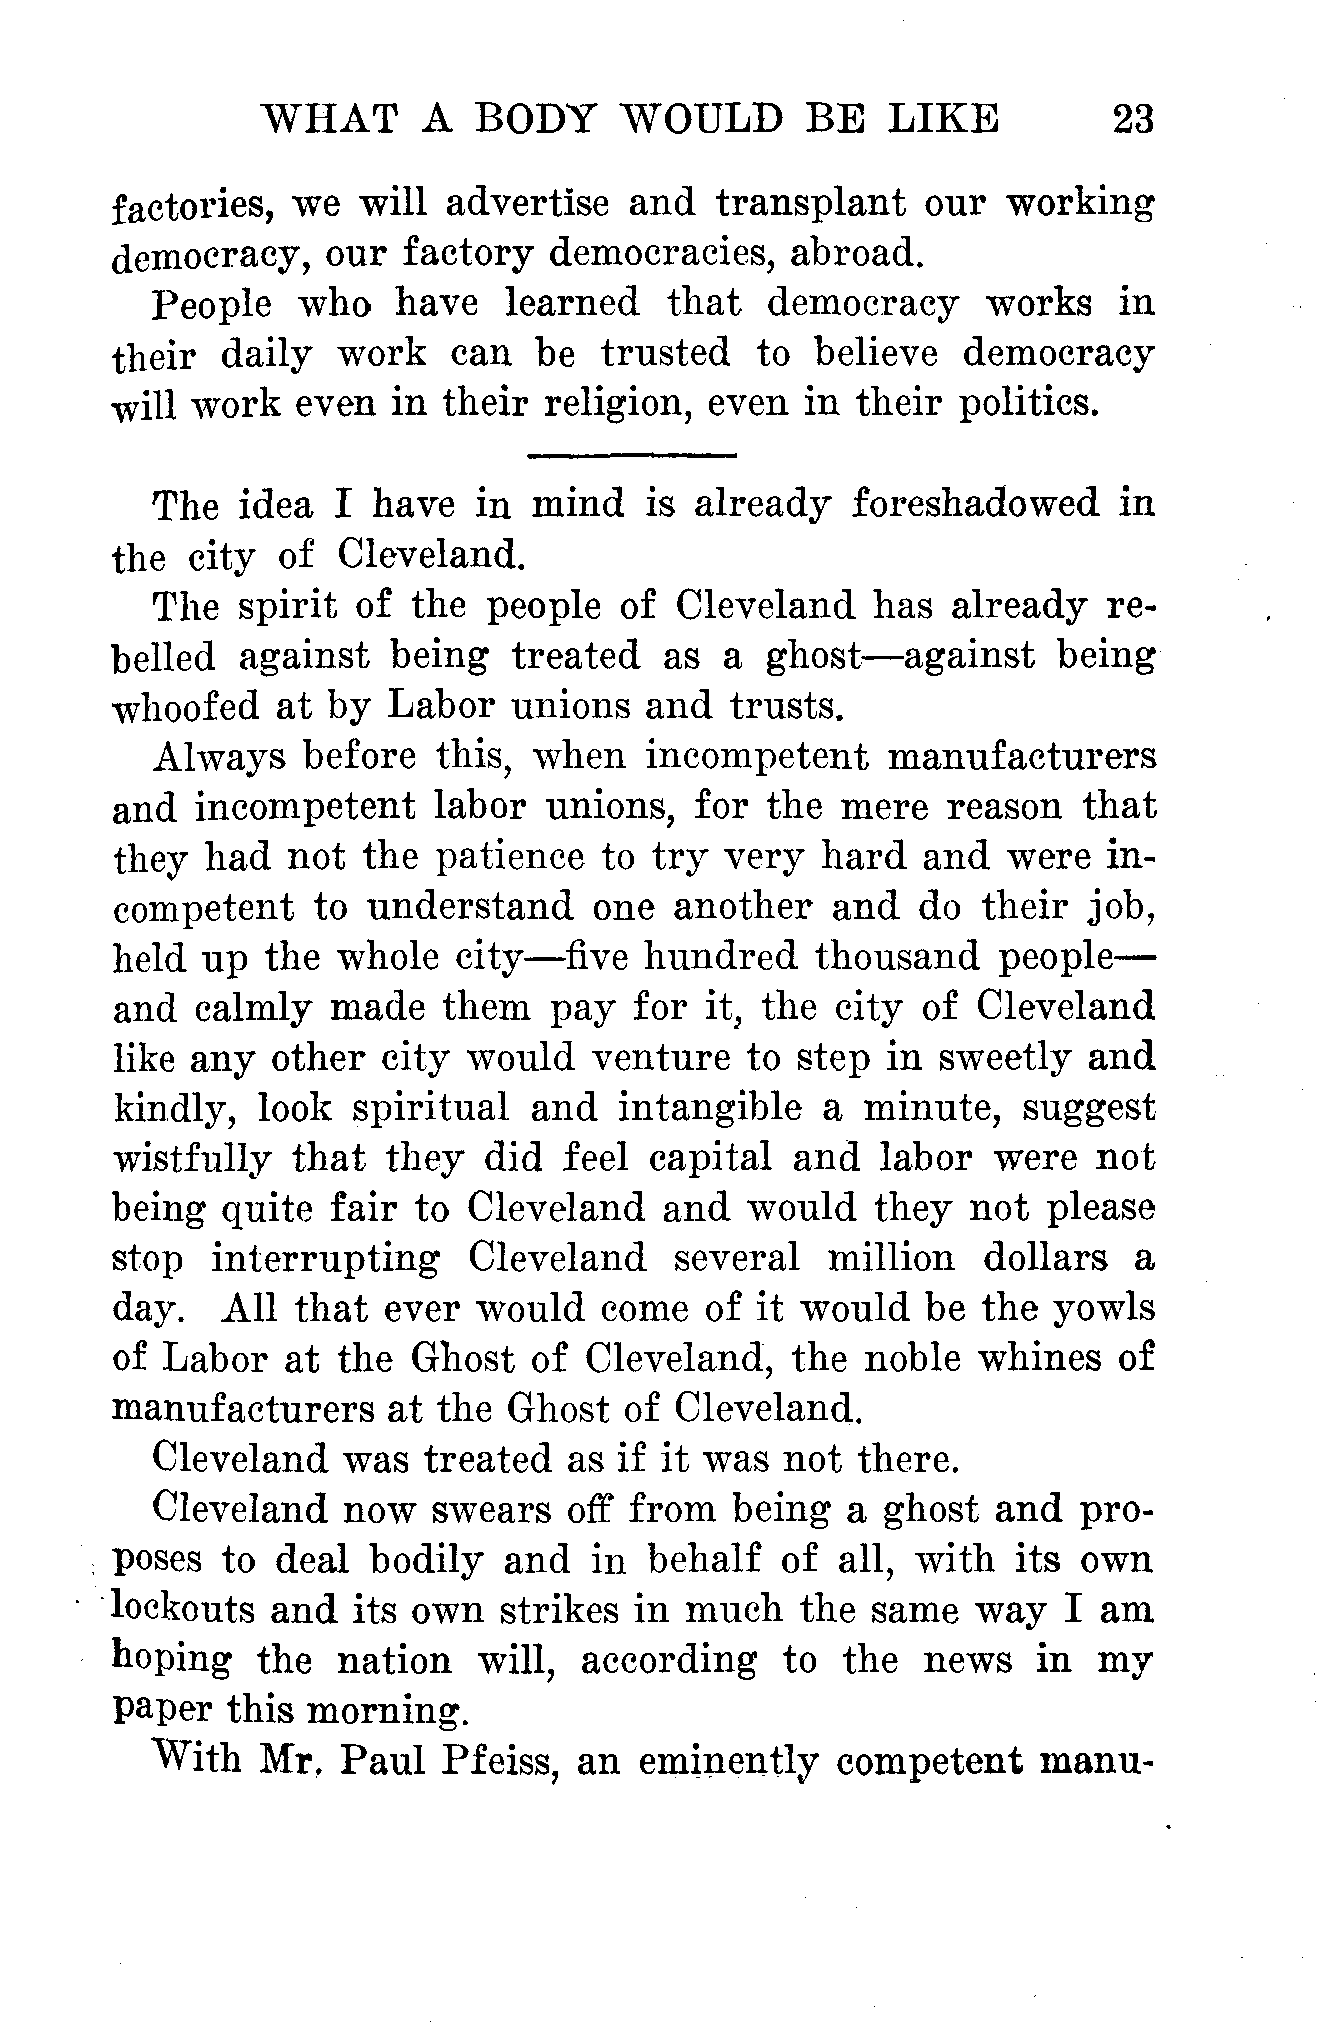 WHAT A BODY WOULD BE LIKE 23
factories, we will advertise and transplant our working
democracy, our factory democracies, abroad.
People who have learned that democracy works in
their daily work can be trusted to believe democracy
will work even in their religion, even in their politics.
The idea I have in mind is already foreshadowed in
the city of Cleveland.
The spirit of the people of Cleveland has already re-
belled against being treated as a ghost—against being
whoofed at by Labor unions and trusts.
Always before this, when incompetent manufacturers
and incompetent labor unions, for the mere reason that
they had not the patience to try very hard and were in-
competent to understand one another and do their job,
held up the whole city—five hundred thousand people—
and calmly made them pay for it, the city of Cleveland
like any other city would venture to step in sweetly and
kindly, look spiritual and intangible a minute, suggest
wistfully that they did feel capital and labor were not
being quite fair to Cleveland and would they not please
stop interrupting Cleveland several million dollars a
day. All that ever would come of it would be the yowls
of Labor at the Ghost of Cleveland, the noble whines of
manufacturers at the Ghost of Cleveland.
Cleveland was treated as if it was not there.
Cleveland now swears off from being a ghost and pro-
poses to deal bodily and in behalf of all, with its own
lockouts and its own strikes in much the same way I am
hoping the nation will, according to the news in my
paper this morning.
With Mr. Paul Pfeiss, an eminently competent manu-